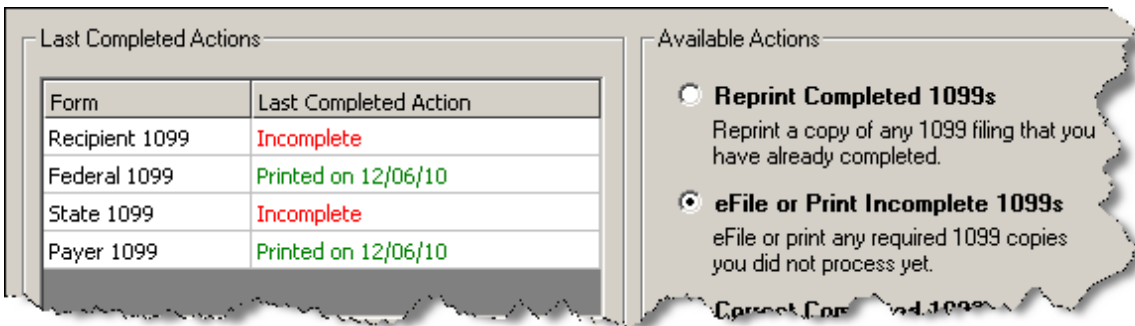 Last Completed Actions
Form Last Completed Action
Recipient 1099 Incomplete
Federal 1099 Printed on 12/06/10
State 1099 Incomplete
Payer 1099 Printed on 12/06/10
Available Actions
Reprint Completed 1099s
Reprint a copy of any 1099 filing that you
have already completed.
eFile or Print Incomplete 1099s
eFile or print any required 1099 copies
you did not process yet.